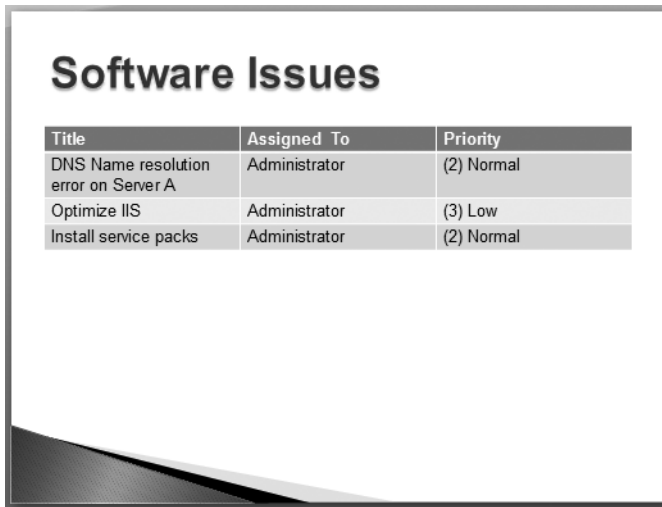 Software Issues
Title Assigned To Priority
DNS Name resolution Administrator (2) Normal
error on Server A
Optimize IIS Administrator (3) Low
Install service packs Administrator (2) Normal